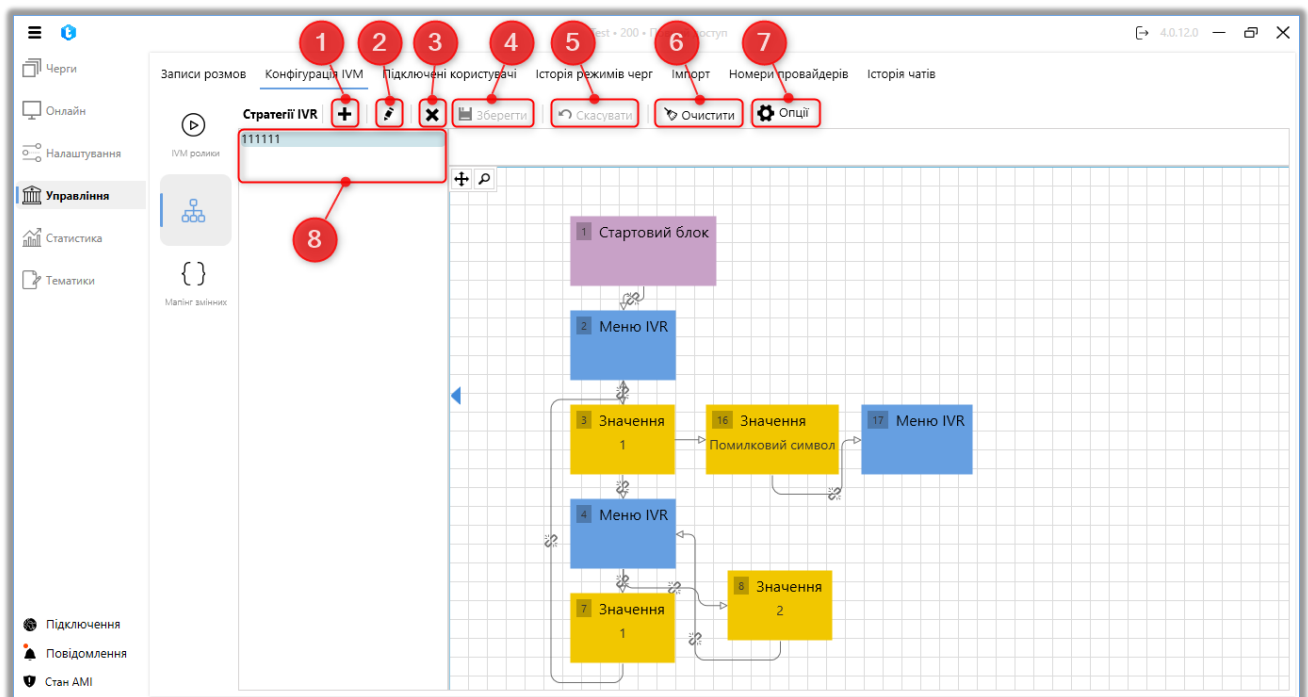 1 2 3 4 5 6 7
Test • 200 • П ступ
4.0.12.0
Черги
Онлайн
Налаштування
Управління
Статистика
Тематики
Записи розмов Конфігурація IVM Підключені користувачі Історія режимів черг Імпорт Номери провайдерів Історія чатів
IVM ролики
Мапінг змінних
Стратегії IVR Зберегти Скасувати Очистити Опції
111111
8
1 Стартовий блок
2 Меню IVR
3 Значення
1
16 Значення
Помилковий символ
17 Меню IVR
4 Меню IVR
7 Значення
1
8 Значення
2
Підключення
Повідомлення
Стан AMI